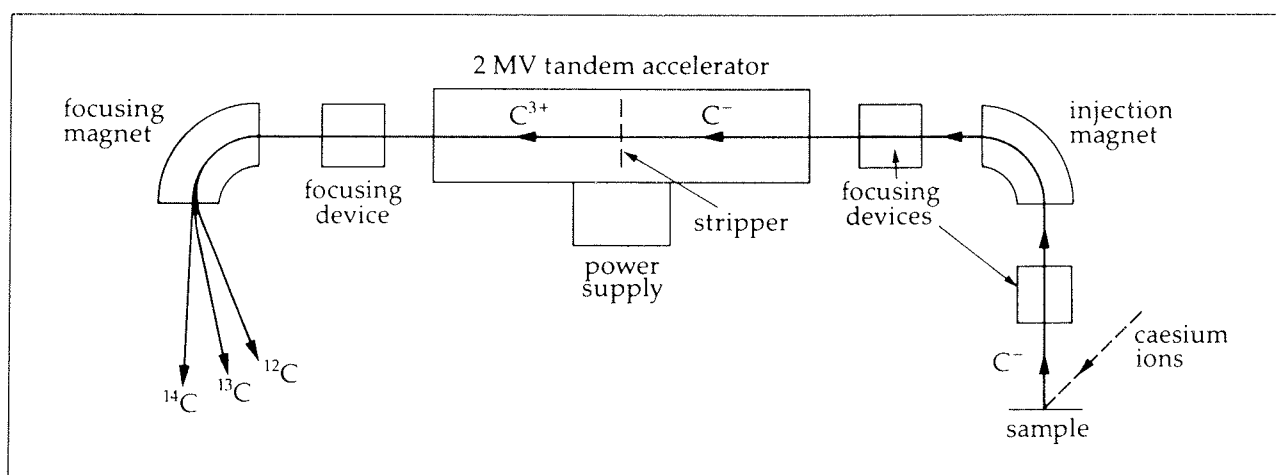 2 MV tandem accelerator
focusing
magnet
C³⁺
C⁻
injection
magnet
focusing
device
stripper
focusing
devices
power
supply
caesium
ions
C⁻
¹⁴C
¹³C
¹²C
sample